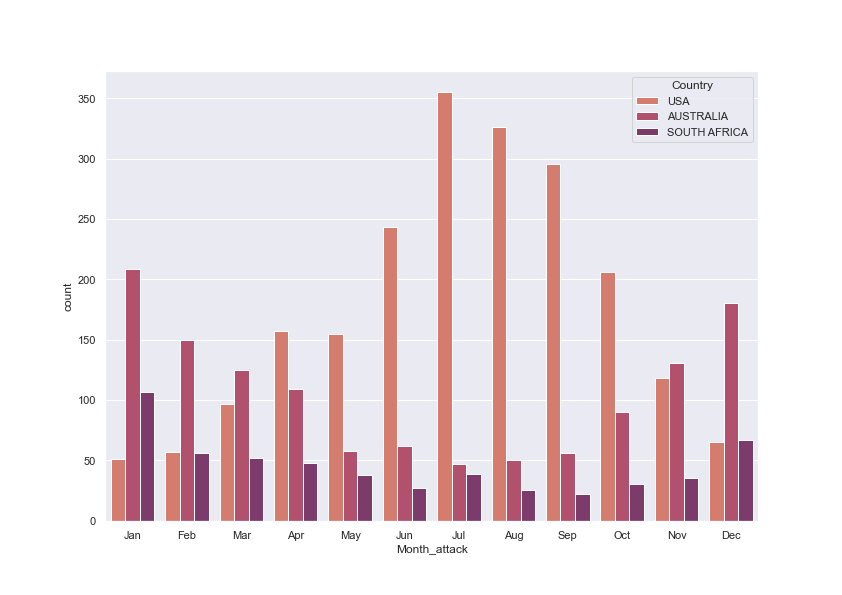 Country
USA
AUSTRALIA
SOUTH AFRICA
count
350
300
250
200
150
100
50
0
Jan Feb Mar Apr May Jun Jul Aug Sep Oct Nov Dec
Month_attack